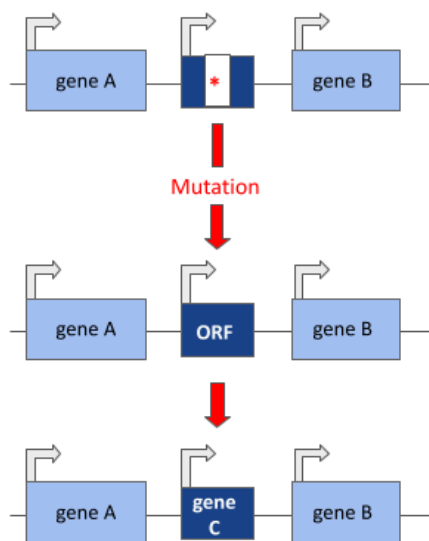 gene A
*
gene B
Mutation
gene A
ORF
gene B
gene A
gene
C
gene B